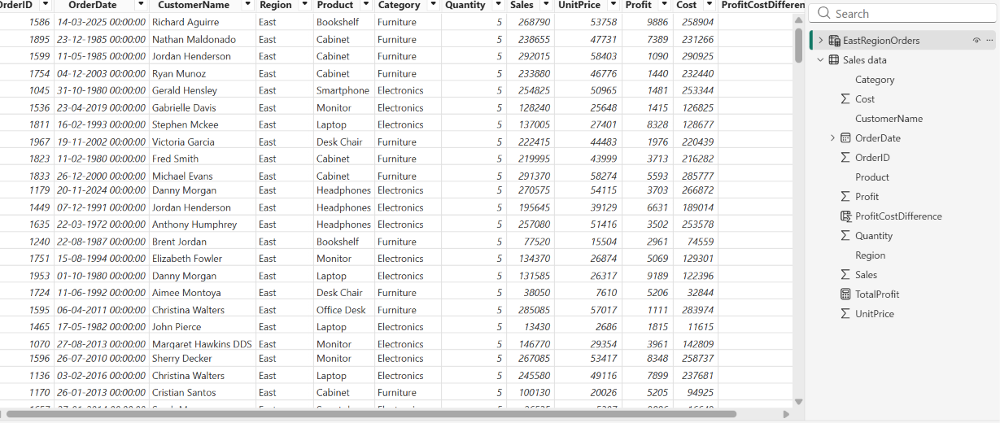 OrderID OrderDate CustomerName Region Product Category Quantity Sales UnitPrice Profit Cost ProfitCostDifferen
1586 14-03-2025 00:00:00 Richard Aguirre East Bookshelf Furniture 5 268790 53758 9886 258904
1895 23-12-1985 00:00:00 Nathan Maldonado East Cabinet Furniture 5 238655 47731 7389 231266
1599 11-05-1985 00:00:00 Jordan Henderson East Cabinet Furniture 5 292015 58403 1090 290925
1754 04-12-2003 00:00:00 Ryan Munoz East Cabinet Furniture 5 233880 46776 1440 232440
1045 31-10-1980 00:00:00 Gerald Hensley East Smartphone Electronics 5 254825 50965 1481 253344
1536 23-04-2019 00:00:00 Gabrielle Davis East Monitor Electronics 5 128240 25648 1415 126825
1811 16-02-1993 00:00:00 Stephen Mckee East Laptop Electronics 5 137005 27401 8328 128677
1967 19-11-2002 00:00:00 Victoria Garcia East Desk Chair Furniture 5 222415 44483 1976 220439
1823 11-02-1980 00:00:00 Fred Smith East Cabinet Furniture 5 219995 43999 3713 216282
1833 26-12-2000 00:00:00 Michael Evans East Cabinet Furniture 5 291370 58274 5593 285777
1179 20-11-2024 00:00:00 Danny Morgan East Headphones Electronics 5 270575 54115 3703 266872
1449 07-12-1991 00:00:00 Jordan Henderson East Headphones Electronics 5 195645 39129 6631 189014
1635 22-03-1972 00:00:00 Anthony Humphrey East Headphones Electronics 5 257080 51416 3502 253578
1240 22-08-1987 00:00:00 Brent Jordan East Bookshelf Furniture 5 77520 15504 2961 74559
1751 15-08-1994 00:00:00 Elizabeth Fowler East Monitor Electronics 5 134370 26874 5069 129301
1953 01-10-1980 00:00:00 Danny Morgan East Laptop Electronics 5 131585 26317 9189 122396
1724 11-06-1992 00:00:00 Aimee Montoya East Desk Chair Furniture 5 38050 7610 5206 32844
1595 06-04-2011 00:00:00 Christina Walters East Office Desk Furniture 5 285085 57017 1111 283974
1465 17-05-1982 00:00:00 John Pierce East Laptop Electronics 5 13430 2686 1815 11615
1070 27-08-2013 00:00:00 Margaret Hawkins DDS East Monitor Electronics 5 146770 29354 3961 142809
1596 26-07-2010 00:00:00 Sherry Decker East Monitor Electronics 5 267085 53417 8348 258737
1136 03-02-2016 00:00:00 Christina Walters East Laptop Electronics 5 245580 49116 7899 237681
1170 26-01-2013 00:00:00 Cristian Santos East Cabinet Furniture 5 100130 20026 5205 94925
Search
EastRegionOrders
Sales data
Category
Cost
CustomerName
OrderDate
OrderID
Product
Profit
ProfitCostDifference
Quantity
Region
Sales
TotalProfit
UnitPrice